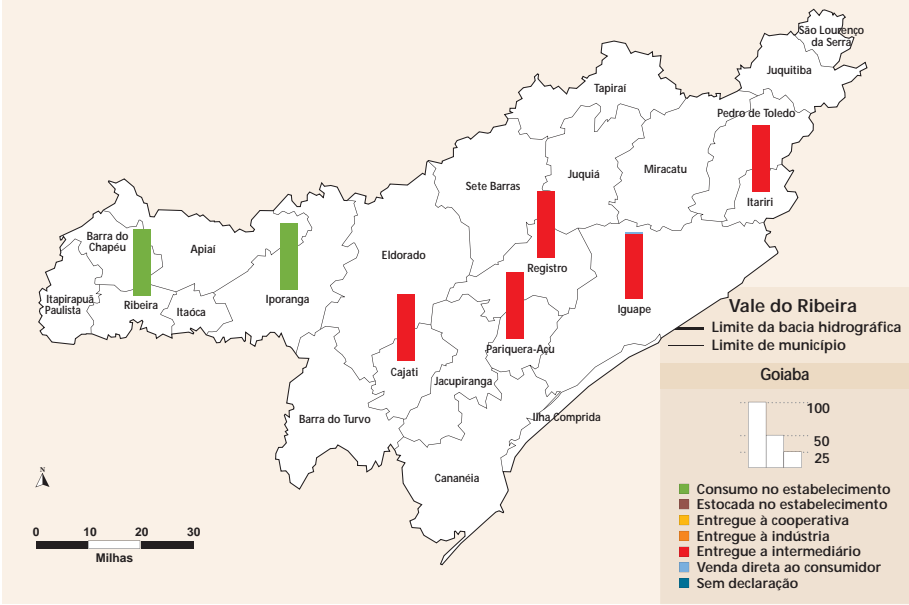 São Lourenço
da Serra
Juquitiba
Tapiraí
Pedro de Toledo
Juquiá
Miracatu
Sete Barras
Itariri
Barra do
Chapéu
Apiaí
Eldorado
Registro
Itapirapuã
Paulista
Ribeira
Itaóca
Iporanga
Iguape
Pariquera-Açu
Cajati
Jacupiranga
Barra do Turvo
Ilha Comprida
Cananéia
N
0 10 20 30
Milhas
Vale do Ribeira
Limite da bacia hidrográfica
Limite de município
Goiaba
100
50
25
Consumo no estabelecimento
Estocada no estabelecimento
Entregue à cooperativa
Entregue à indústria
Entregue a intermediário
Venda direta ao consumidor
Sem declaração